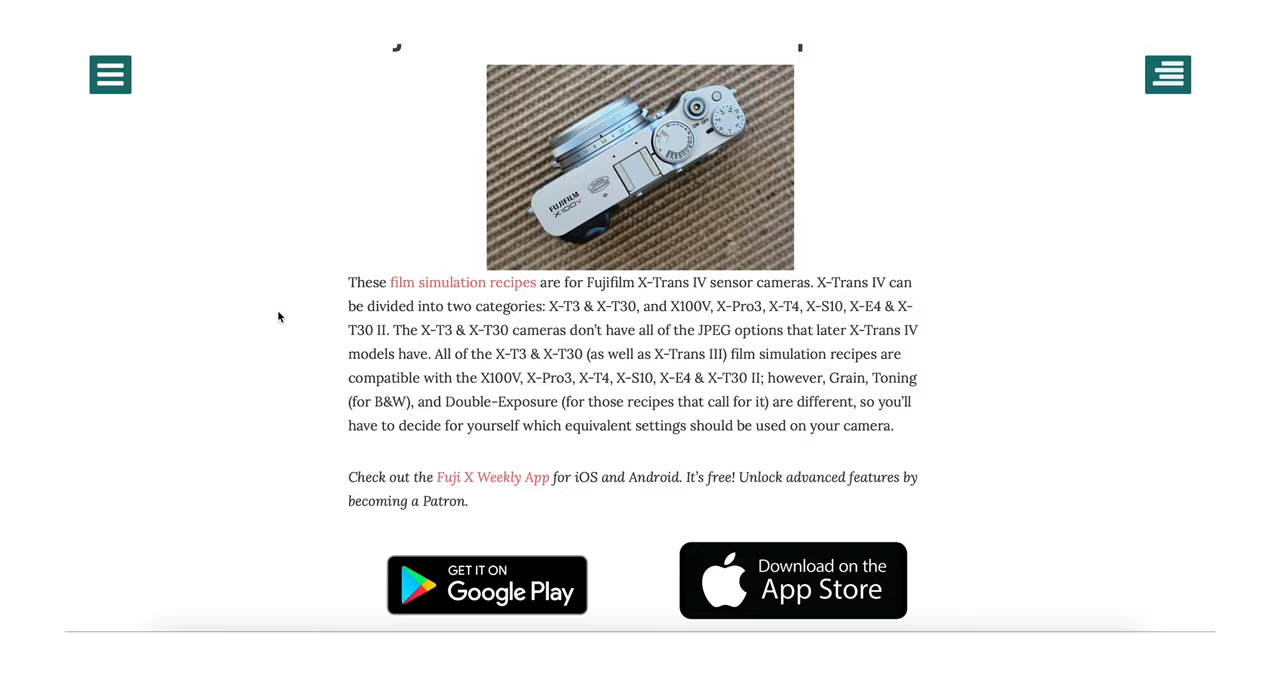 FUJIFILM
X100V
ON OFF
These film simulation recipes are for Fujifilm X-Trans IV sensor cameras. X-Trans IV can
be divided into two categories: X-T3 & X-T30, and X100V, X-Pro3, X-T4, X-S10, X-E4 & X-
T30 II. The X-T3 & X-T30 cameras don’t have all of the JPEG options that later X-Trans IV
models have. All of the X-T3 & X-T30 (as well as X-Trans III) film simulation recipes are
compatible with the X100V, X-Pro3, X-T4, X-S10, X-E4 & X-T30 II; however, Grain, Toning
(for B&W), and Double-Exposure (for those recipes that call for it) are different, so you’ll
have to decide for yourself which equivalent settings should be used on your camera.
Check out the Fuji X Weekly App for iOS and Android. It’s free! Unlock advanced features by
becoming a Patron.
GET IT ON
Google Play
Download on the
App Store